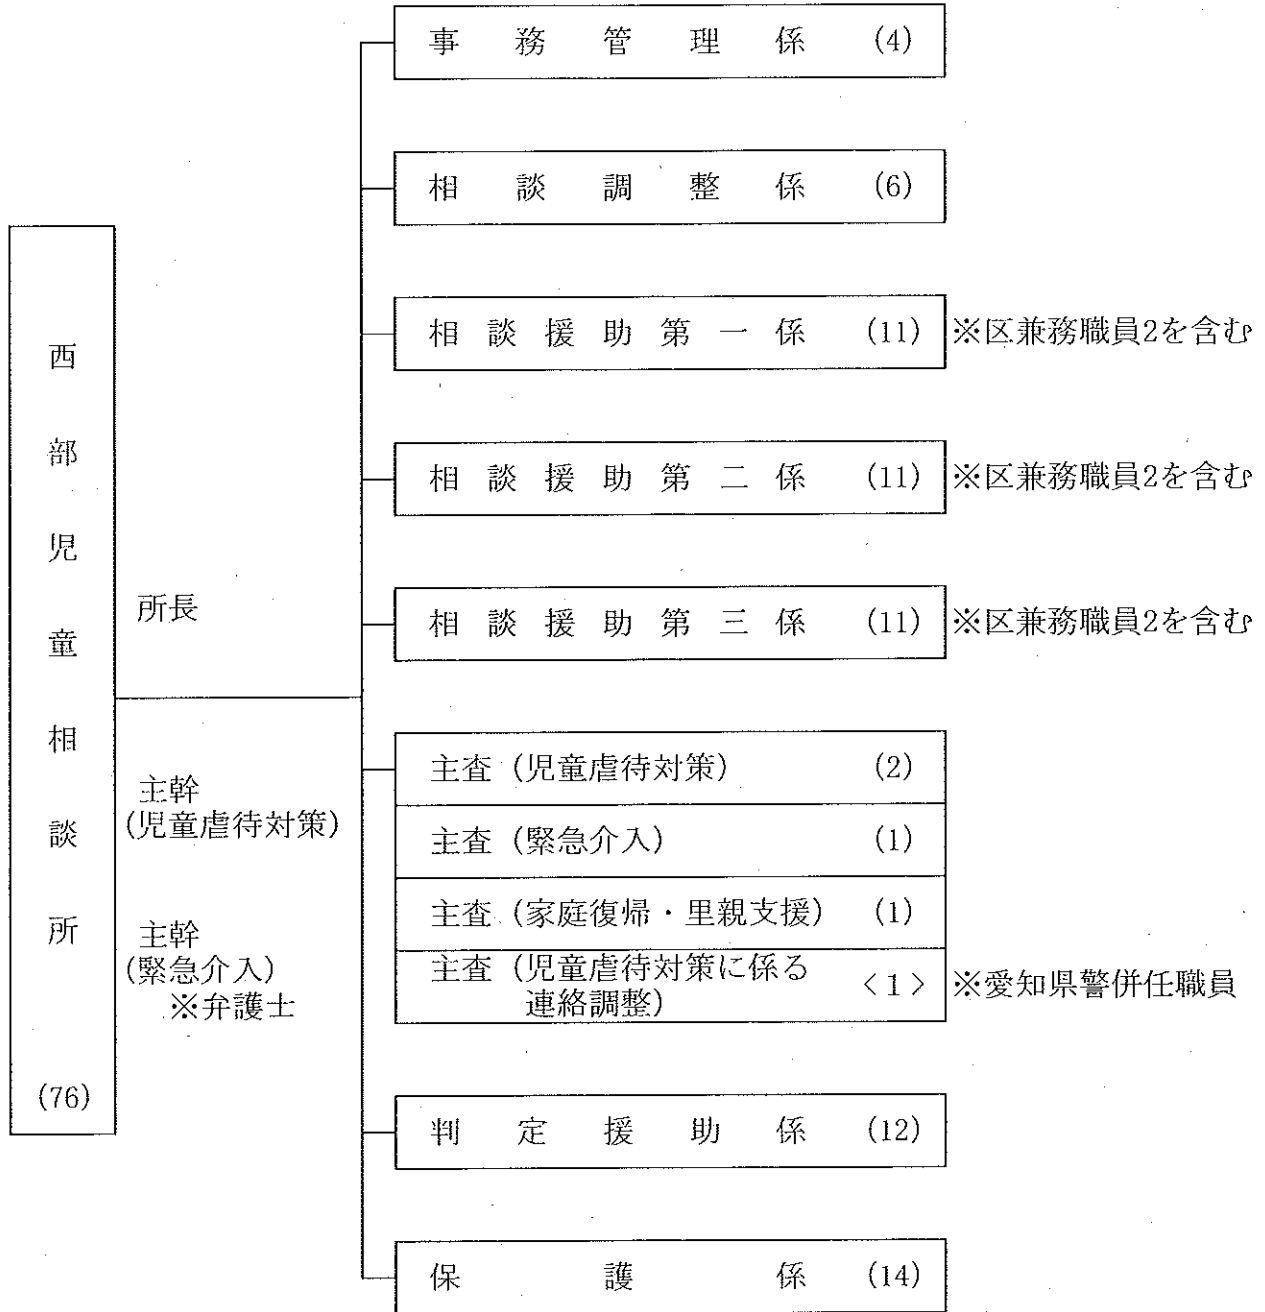 西部児童相談所
(76)
所長
主幹
(児童虐待対策)
主幹
(緊急介入)
※弁護士
事務管理係 (4)
相談調整係 (6)
相談援助第一係 (11) ※区兼務職員2を含む
相談援助第二係 (11) ※区兼務職員2を含む
相談援助第三係 (11) ※区兼務職員2を含む
主査(児童虐待対策) (2)
主査(緊急介入) (1)
主査(家庭復帰・里親支援) (1)
主査(児童虐待対策に係る
連絡調整) <1> ※愛知県警併任職員
判定援助係 (12)
保護係 (14)